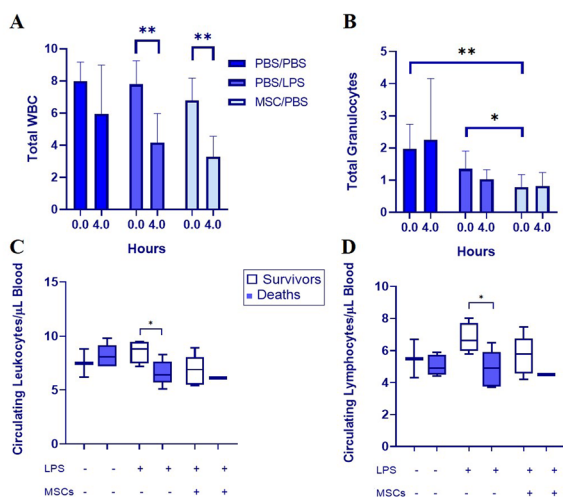 A
Total WBC
10
8
6
4
2
0
**
**
PBS/PBS
PBS/LPS
MSC/PBS
0.0 4.0 0.0 4.0 0.0 4.0
Hours
B
Total Granulocytes
5
4
3
2
1
0
**
*
0.0 4.0 0.0 4.0 0.0 4.0
Hours
C
Circulating Leukocytes/µL Blood
15
10
5
0
*
Survivors
Deaths
LPS - - + + + +
MSCs - - - - + +
D
Circulating Lymphocytes/µL Blood
10
8
6
4
2
0
*
LPS - - + + + +
MSCs - - - - + +